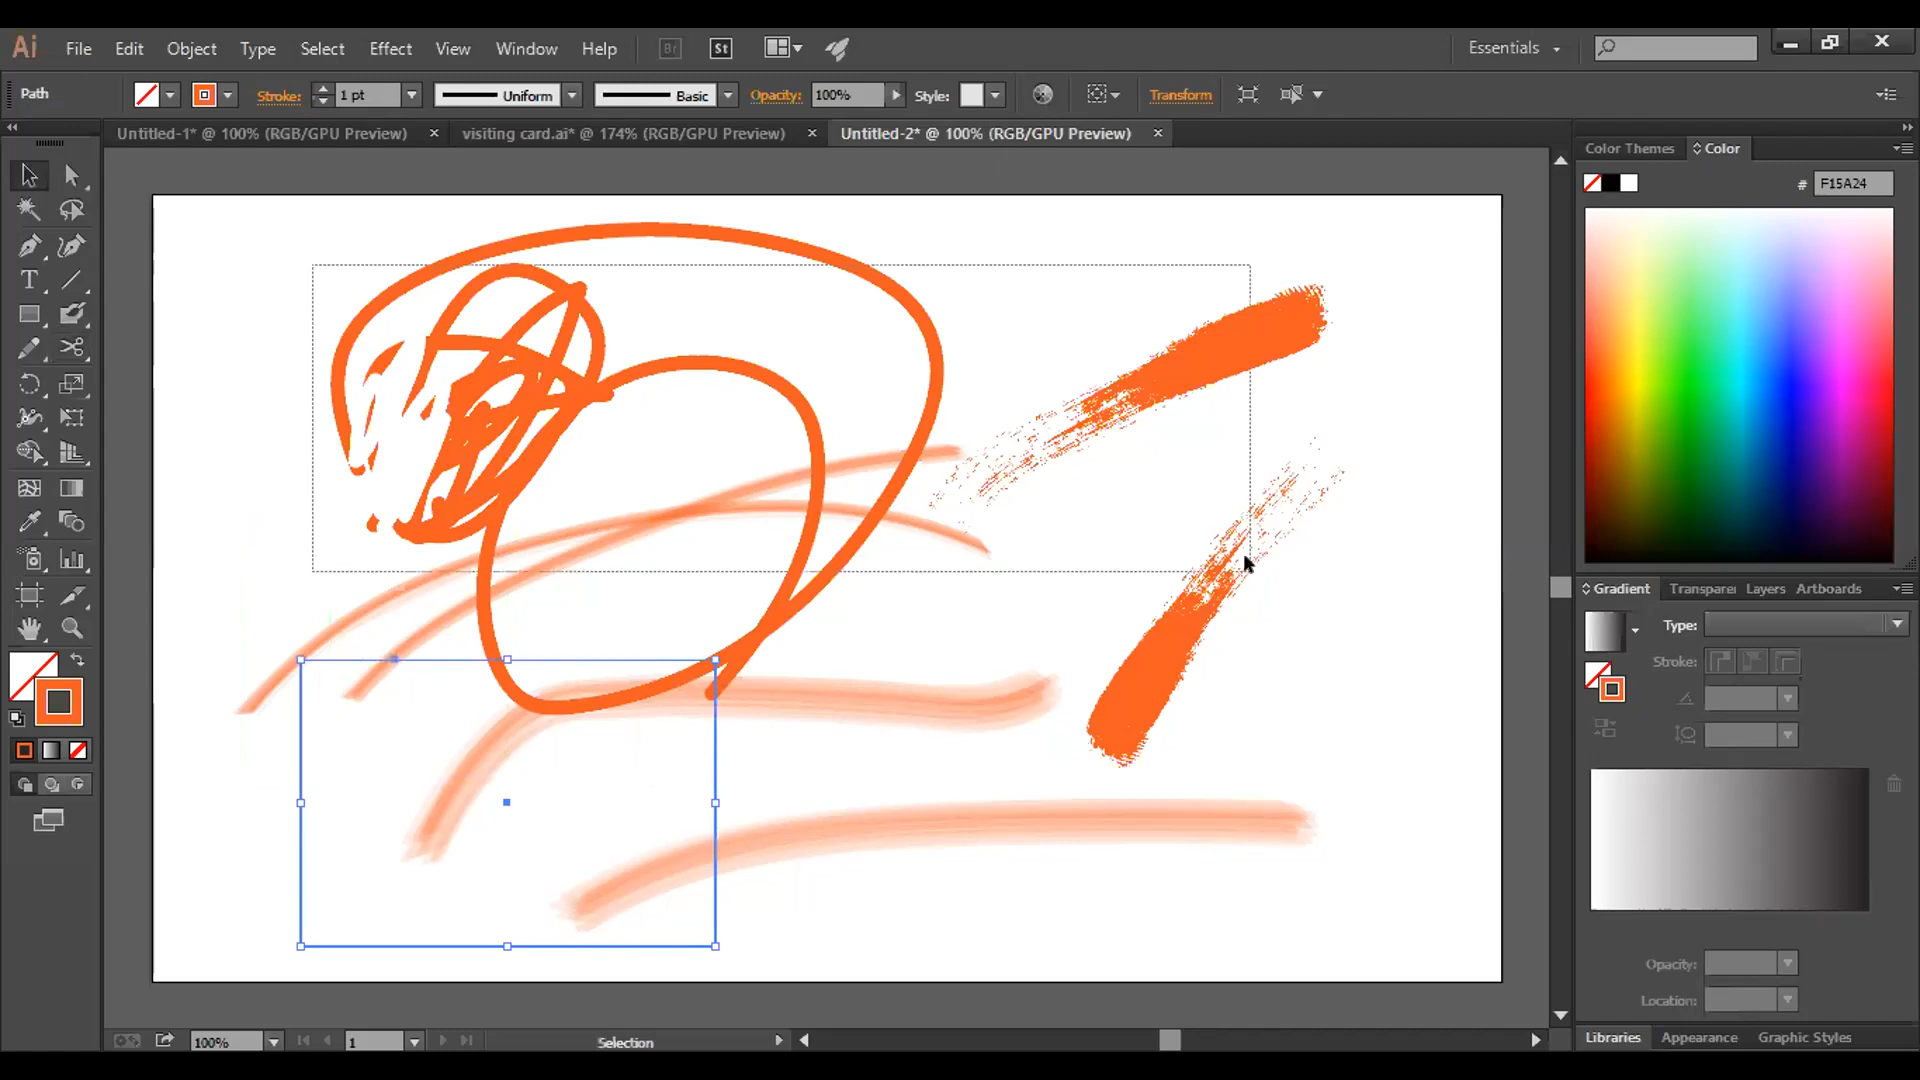 Ai File Edit Object Type Select Effect View Window Help Br St Essentials
Path Stroke: 1 pt Uniform Basic Opacity: 100% Style: Transform
Untitled-1* @ 100% (RGB/GPU Preview) × visiting card.ai* @ 174% (RGB/GPU Preview) × Untitled-2* @ 100% (RGB/GPU Preview) ×
Color Themes Color
# F15A24
Gradient Transparei Layers Artboards
Type:
Stroke:
Opacity:
Location:
100% 1 Selection
Libraries Appearance Graphic Styles